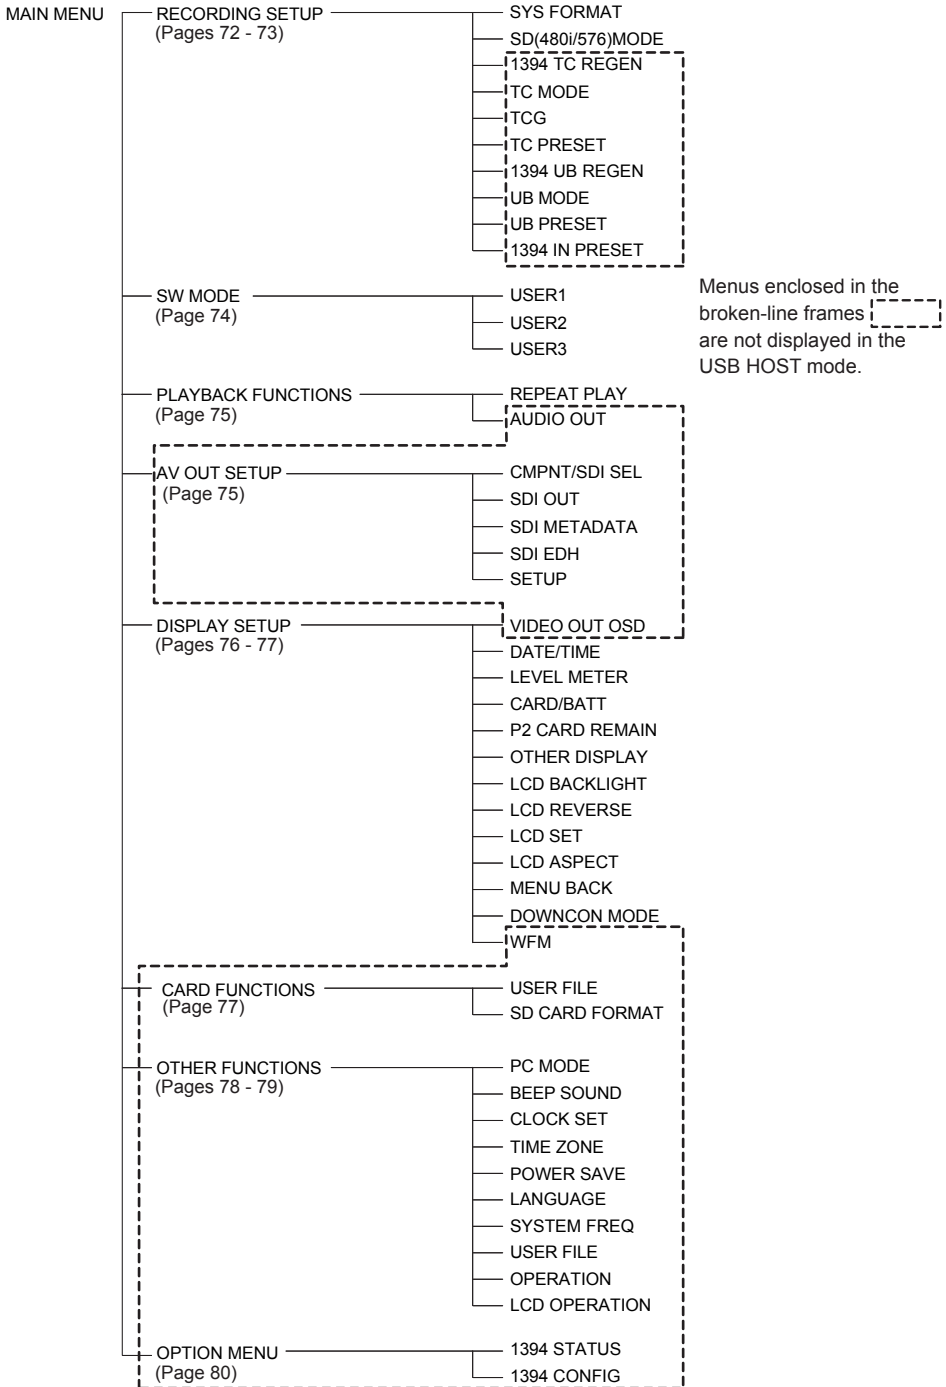 MAIN MENU
RECORDING SETUP
(Pages 72 - 73)
SYS FORMAT
SD(480i/576)MODE
1394 TC REGEN
TC MODE
TCG
TC PRESET
1394 UB REGEN
UB MODE
UB PRESET
1394 IN PRESET
Menus enclosed in the
broken-line frames
are not displayed in the
USB HOST mode.
SW MODE
(Page 74)
USER1
USER2
USER3
PLAYBACK FUNCTIONS
(Page 75)
REPEAT PLAY
AUDIO OUT
AV OUT SETUP
(Page 75)
CMPNT/SDI SEL
SDI OUT
SDI METADATA
SDI EDH
SETUP
DISPLAY SETUP
(Pages 76 - 77)
VIDEO OUT OSD
DATE/TIME
LEVEL METER
CARD/BATT
P2 CARD REMAIN
OTHER DISPLAY
LCD BACKLIGHT
LCD REVERSE
LCD SET
LCD ASPECT
MENU BACK
DOWNCON MODE
WFM
CARD FUNCTIONS
(Page 77)
USER FILE
SD CARD FORMAT
OTHER FUNCTIONS
(Pages 78 - 79)
PC MODE
BEEP SOUND
CLOCK SET
TIME ZONE
POWER SAVE
LANGUAGE
SYSTEM FREQ
USER FILE
OPERATION
LCD OPERATION
OPTION MENU
(Page 80)
1394 STATUS
1394 CONFIG